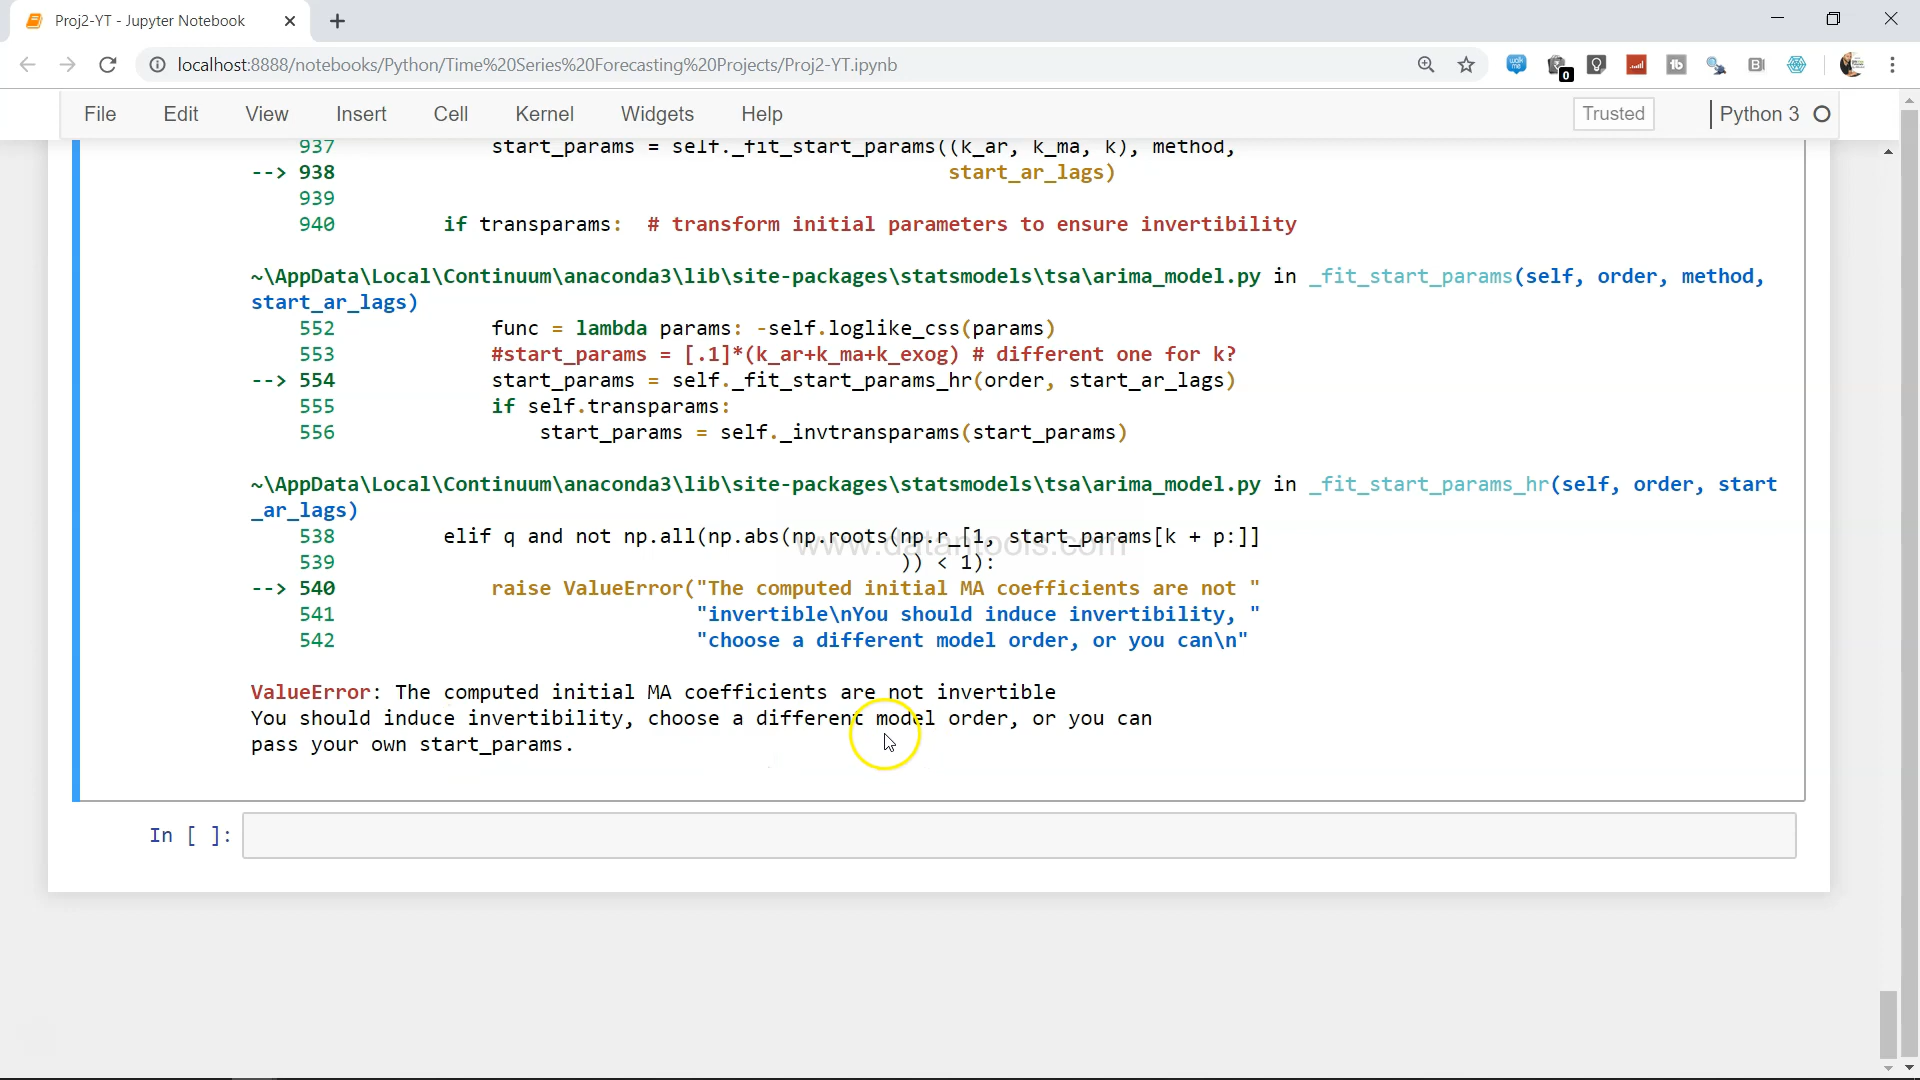 Proj2-YT - Jupyter Notebook
localhost:8888/notebooks/Python/Time%20Series%20Forecasting%20Projects/Proj2-YT.ipynb
0
File Edit View Insert Cell Kernel Widgets Help Trusted Python 3
937 start_params = self._fit_start_params((k_ar, k_ma, k), method,
--> 938 start_ar_lags)
939
940 if transparams: # transform initial parameters to ensure invertibility
~\AppData\Local\Continuum\anaconda3\lib\site-packages\statsmodels\tsa\arima_model.py in _fit_start_params(self, order, method,
start_ar_lags)
552 func = lambda params: -self.loglike_css(params)
553 #start_params = [.1]*(k_ar+k_ma+k_exog) # different one for k?
--> 554 start_params = self._fit_start_params_hr(order, start_ar_lags)
555 if self.transparams:
556 start_params = self._invtransparams(start_params)
~\AppData\Local\Continuum\anaconda3\lib\site-packages\statsmodels\tsa\arima_model.py in _fit_start_params_hr(self, order, start
_ar_lags)
538 elif q and not np.all(np.abs(np.roots(np.r_[1, start_params[k + p:]]
www.datantools.com
539 )) < 1):
--> 540 raise ValueError("The computed initial MA coefficients are not "
541 "invertible\nYou should induce invertibility, "
542 "choose a different model order, or you can\n"
ValueError: The computed initial MA coefficients are not invertible
You should induce invertibility, choose a different model order, or you can
pass your own start_params.
In [ ]: